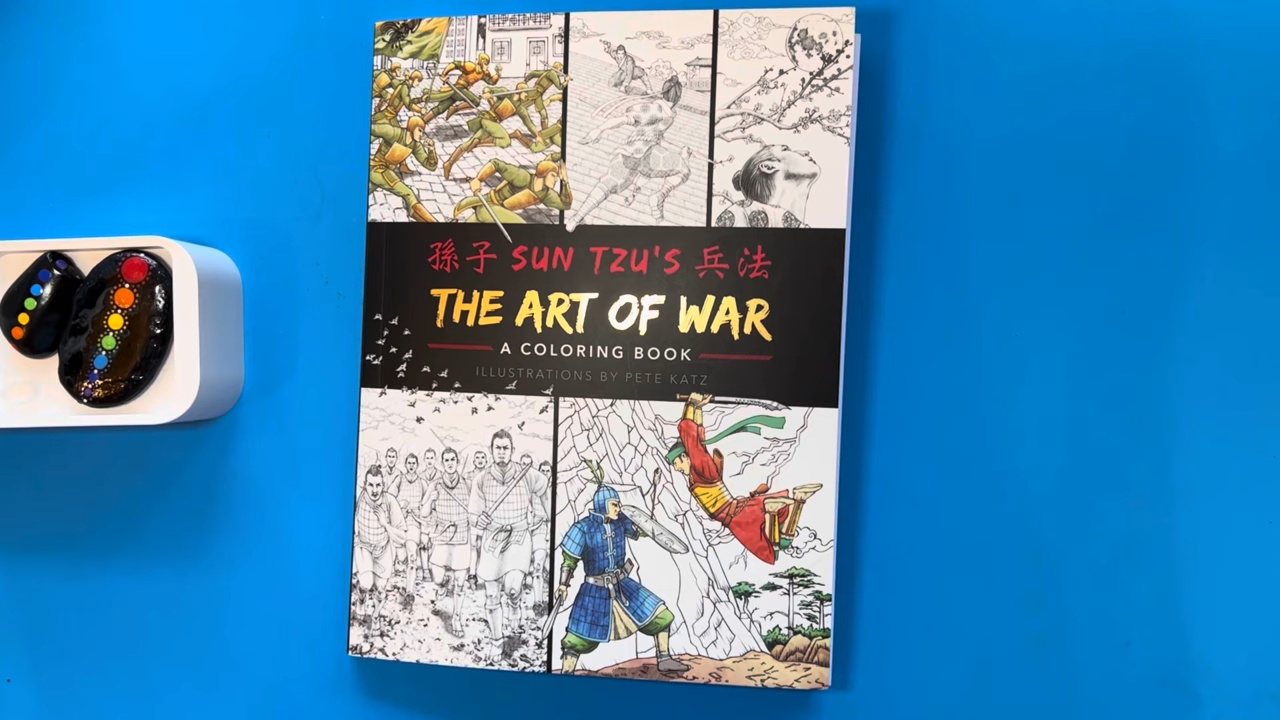 孫子 SUN TZU'S 兵法
THE ART OF WAR
A COLORING BOOK
ILLUSTRATIONS BY PETE KATZ